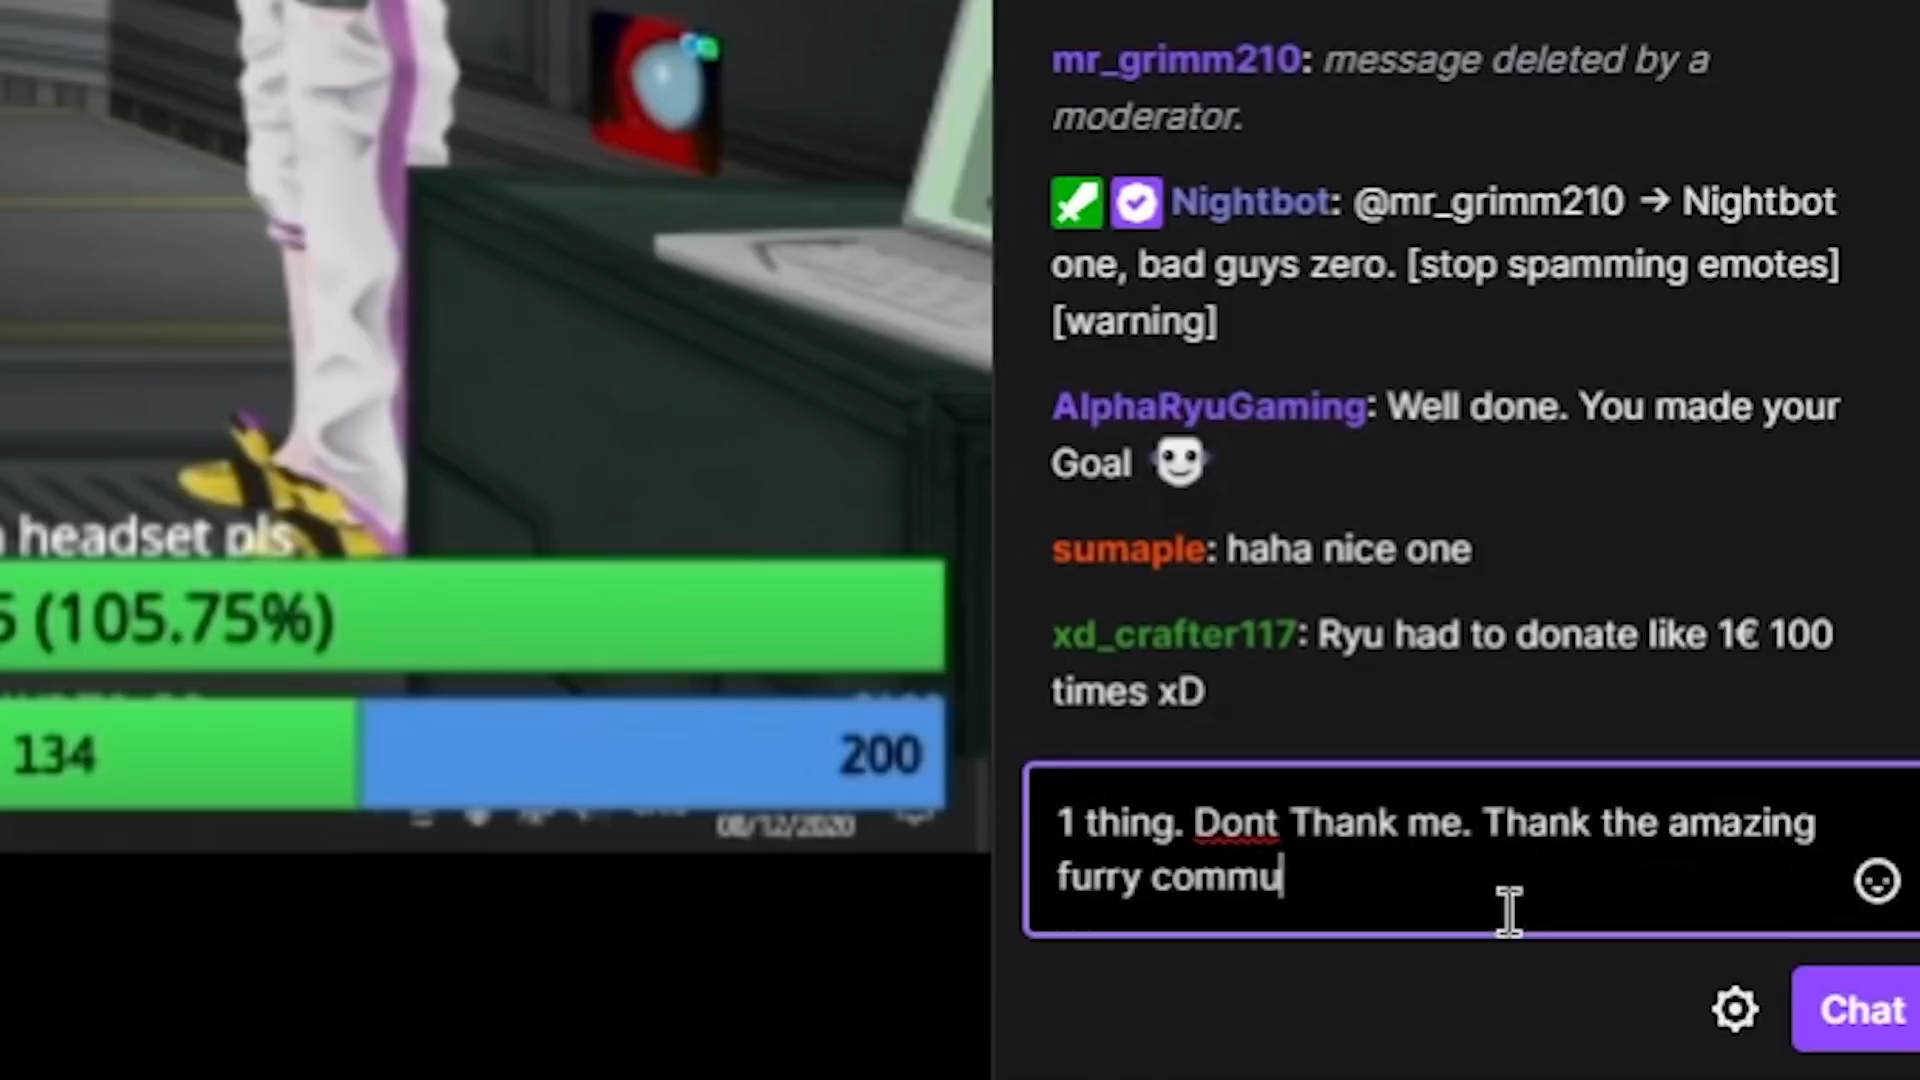 mr_grimm210: message deleted by a
moderator.
Nightbot: @mr_grimm210 → Nightbot
one, bad guys zero. [stop spamming emotes]
[warning]
AlphaRyuGaming: Well done. You made your
Goal
sumaple: haha nice one
xd_crafter117: Ryu had to donate like 1€ 100
times xD
headset pls
5 (105.75%)
134 200
08/12/2020
1 thing. Dont Thank me. Thank the amazing
furry commu
Chat